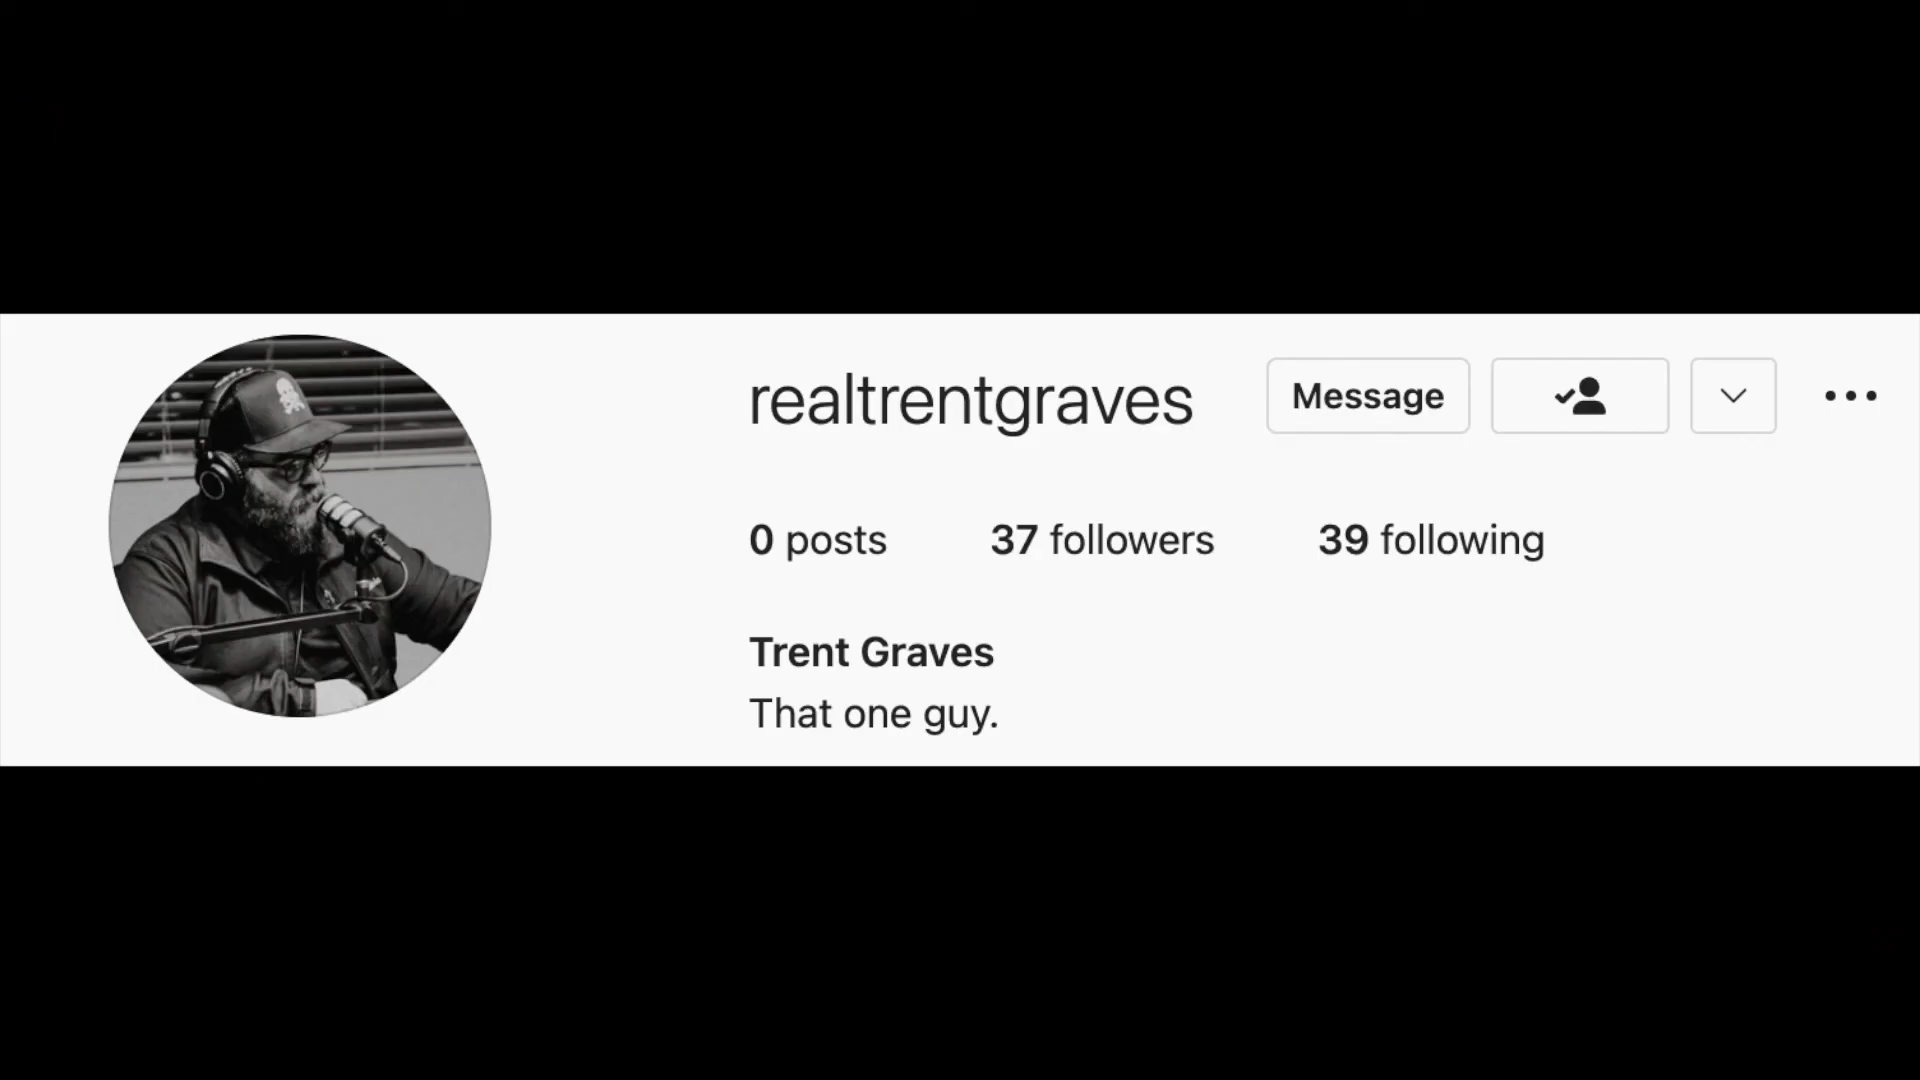 realtrentgraves Message
0 posts 37 followers 39 following
Trent Graves
That one guy.